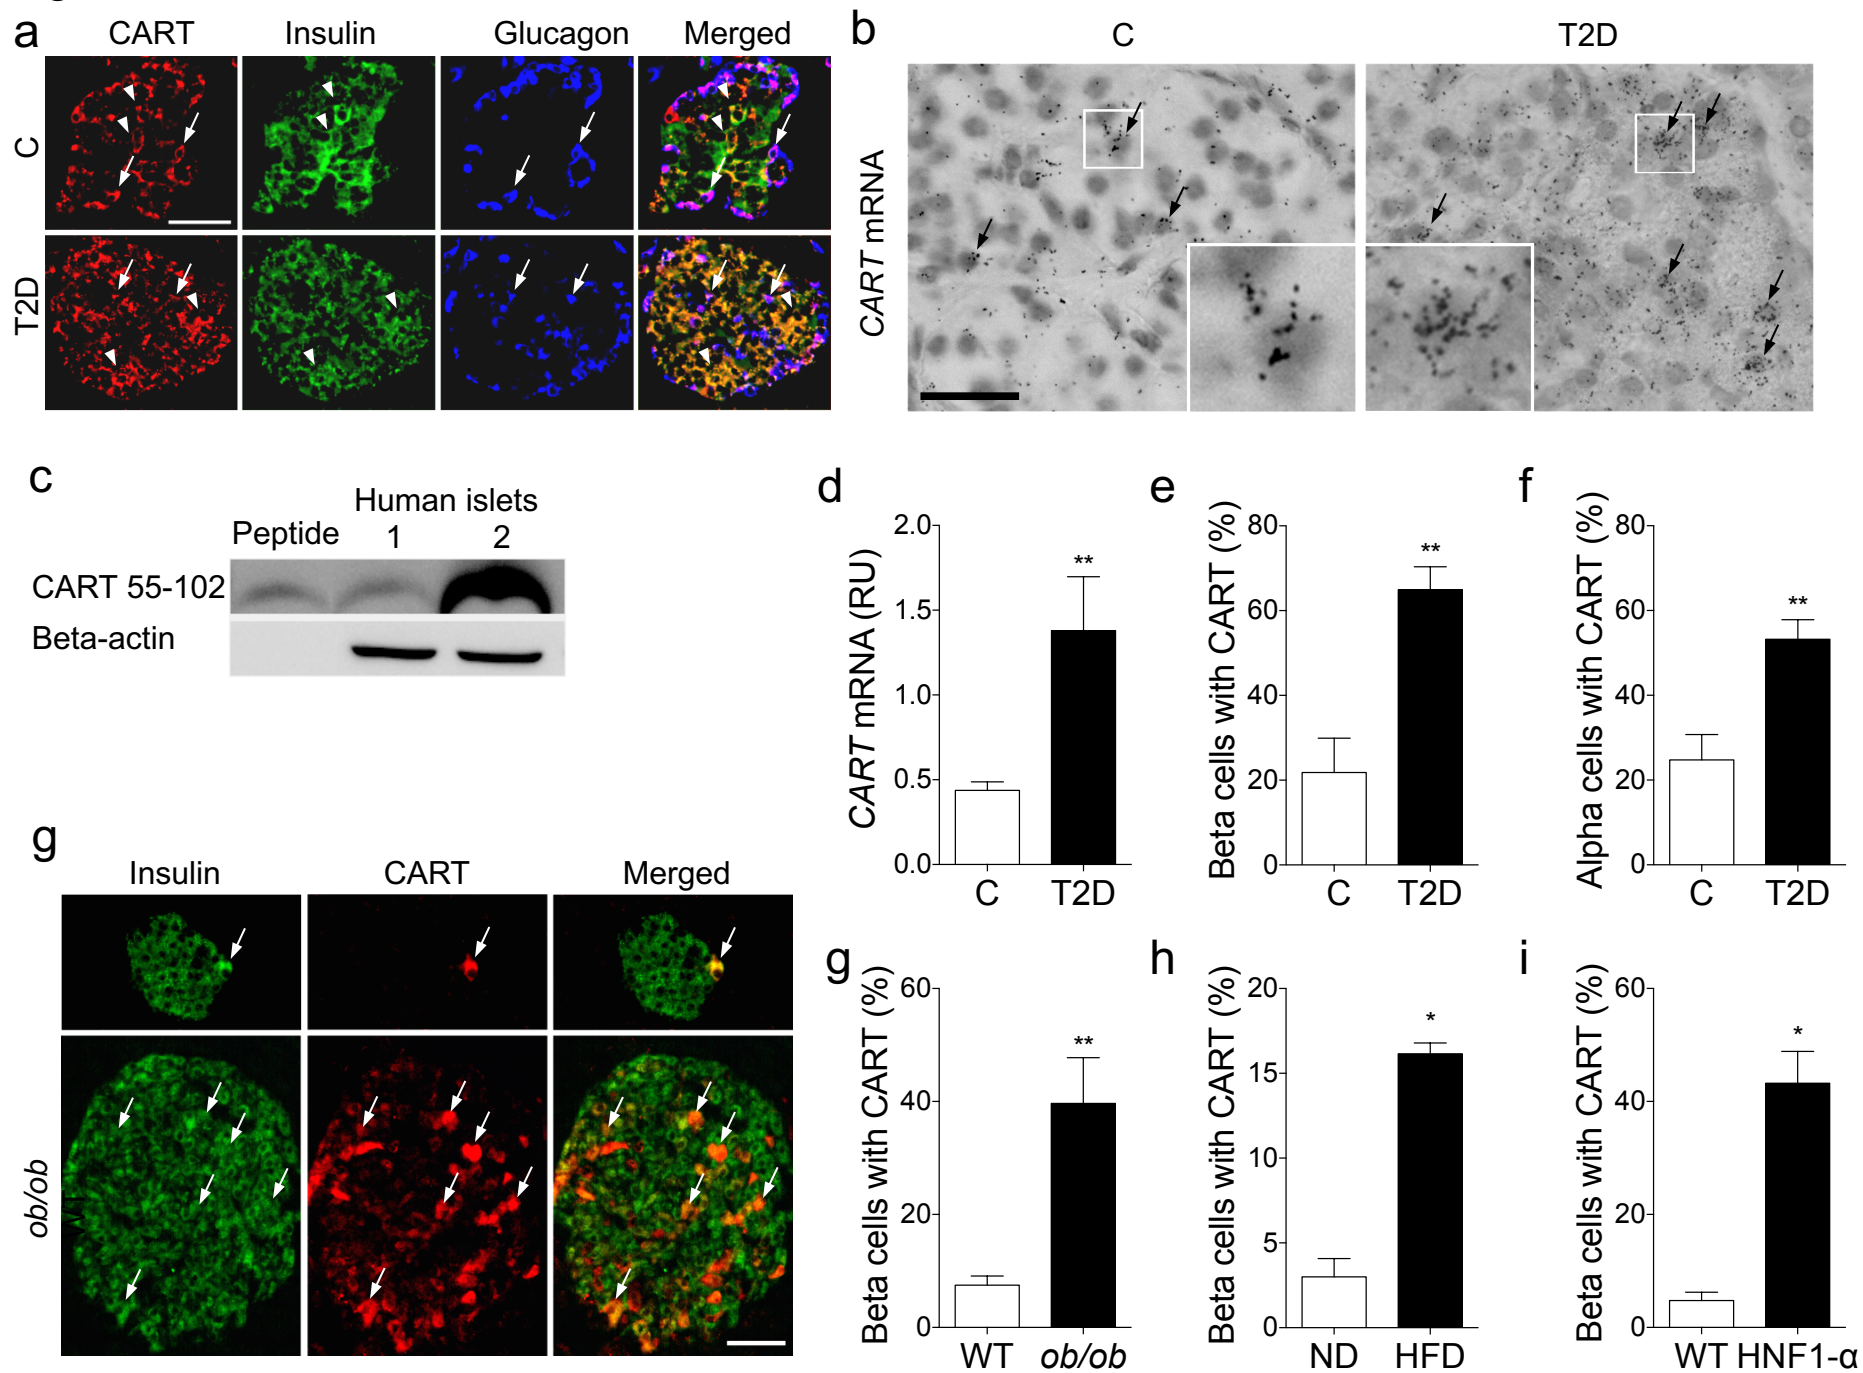 a
CART
Insulin
Glucagon
Merged
C
T2D
b
C
T2D
CART mRNA
c
Human islets
Peptide
1
2
CART 55-102
Beta-actin
d
CART mRNA (RU)
2.0
**
1.5
1.0
0.5
0.0
C
T2D
e
Beta cells with CART (%)
80
**
60
40
20
0
C
T2D
f
Alpha cells with CART (%)
80
**
60
40
20
0
C
T2D
g
Insulin
CART
Merged
ob/ob
g
Beta cells with CART (%)
60
**
40
20
0
WT
ob/ob
h
Beta cells with CART (%)
20
*
15
10
5
0
ND
HFD
i
Beta cells with CART (%)
60
*
40
20
0
WT
HNF1-α